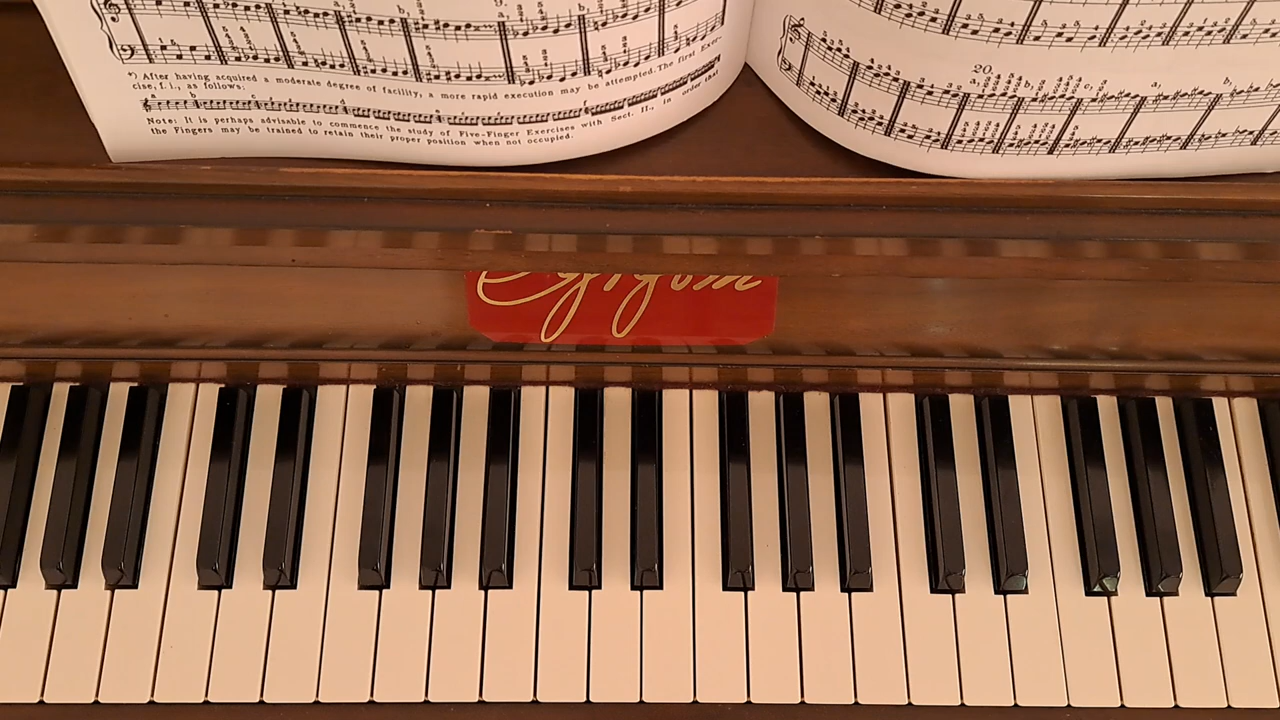 *) After having acquired a moderate degree of facility, a more rapid execution may be attempted. The first Exer-
cise, f. i., as follows:
Note: It is perhaps advisable to commence the study of Five-Finger Exercises with Sect. II., in order that
the Fingers may be trained to retain their proper position when not occupied.
20.
a, b, c, a, b,